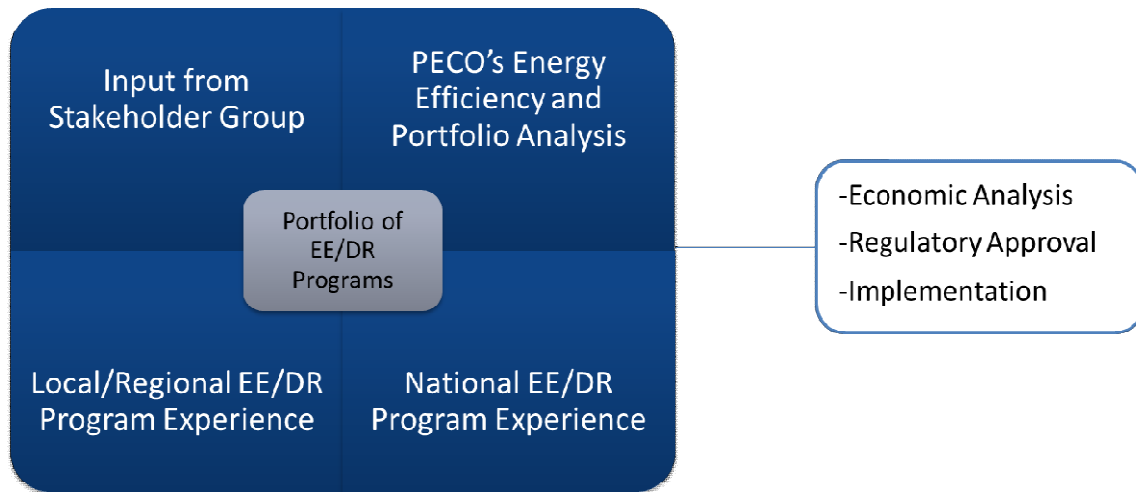 Input from
Stakeholder Group
PECO’s Energy
Efficiency and
Portfolio Analysis
Portfolio of
EE/DR
Programs
Local/Regional EE/DR
Program Experience
National EE/DR
Program Experience
-Economic Analysis
-Regulatory Approval
-Implementation